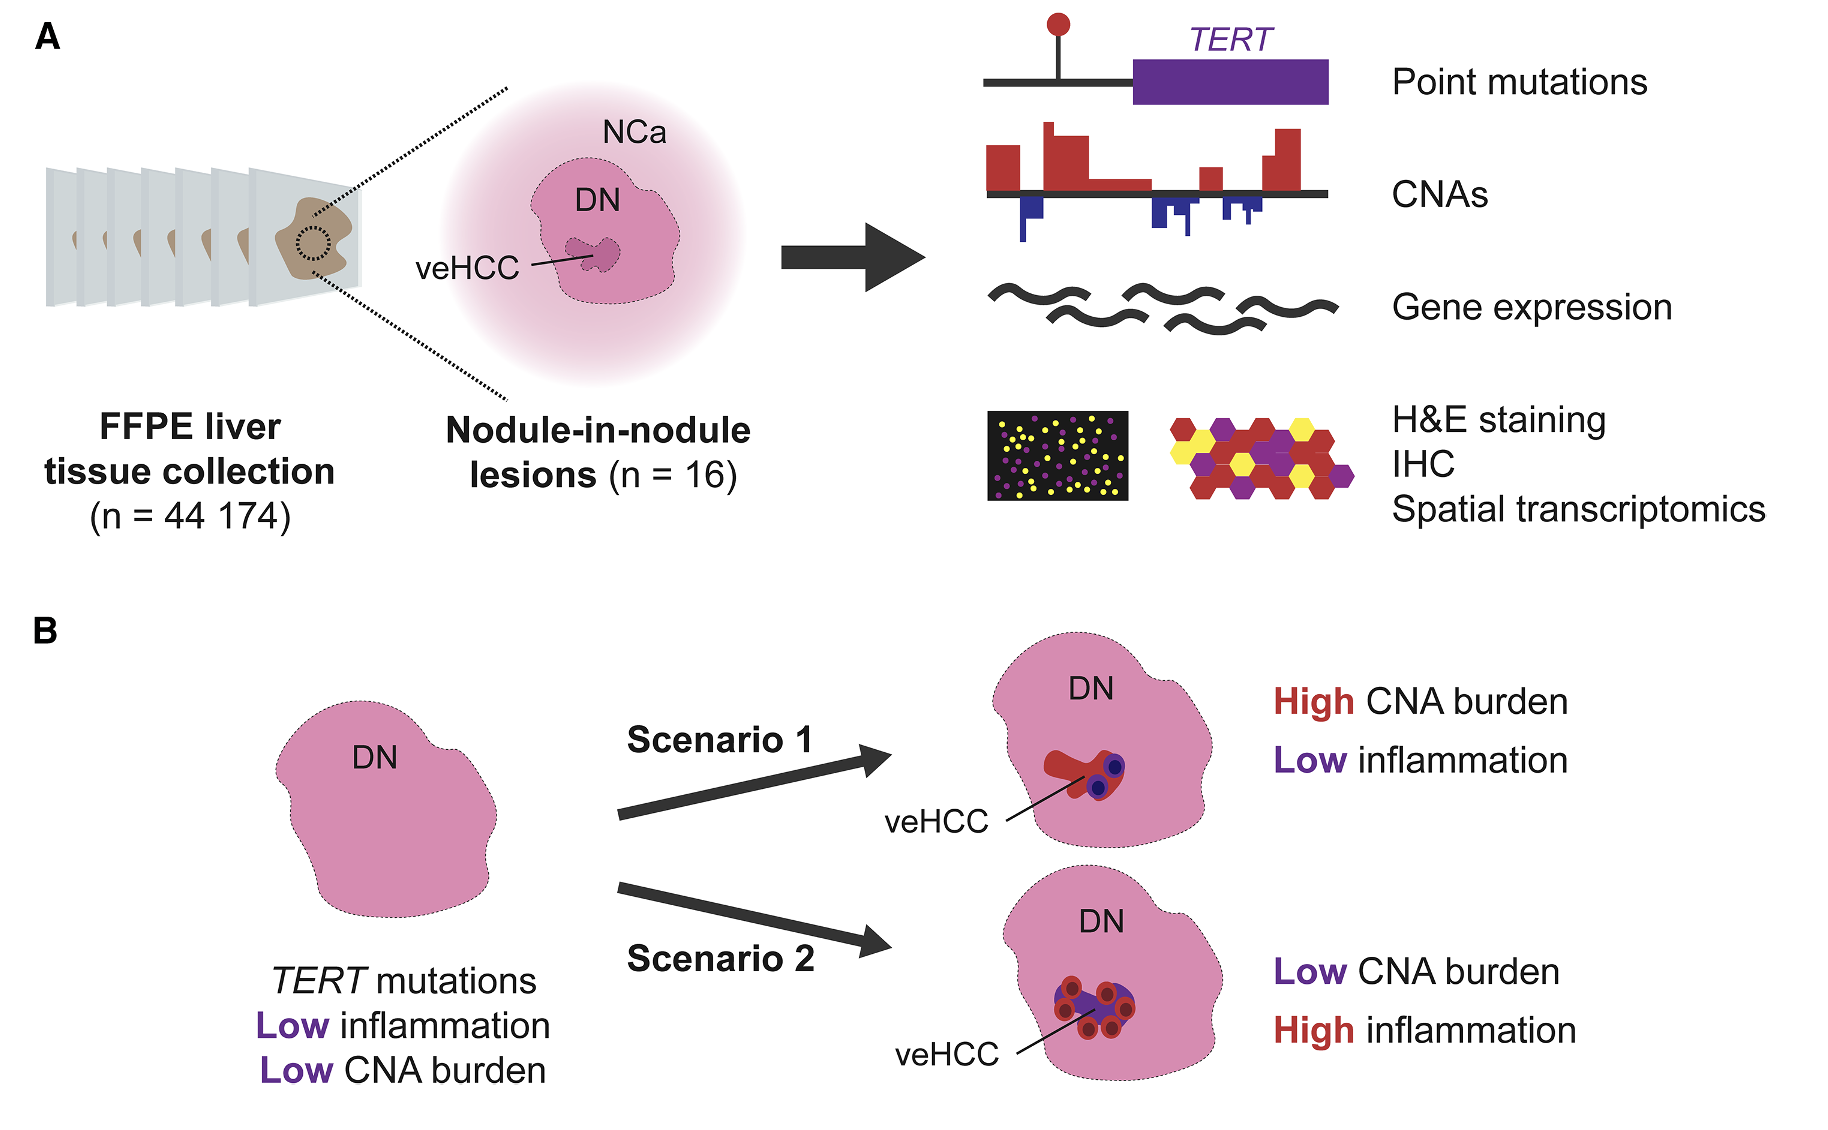 A
NCa
DN
veHCC
FFPE liver
tissue collection
(n = 44 174)
Nodule-in-nodule
lesions (n = 16)
TERT
Point mutations
CNAs
Gene expression
H&E staining
IHC
Spatial transcriptomics
B
DN
TERT mutations
Low inflammation
Low CNA burden
Scenario 1
DN
veHCC
High CNA burden
Low inflammation
Scenario 2
DN
veHCC
Low CNA burden
High inflammation